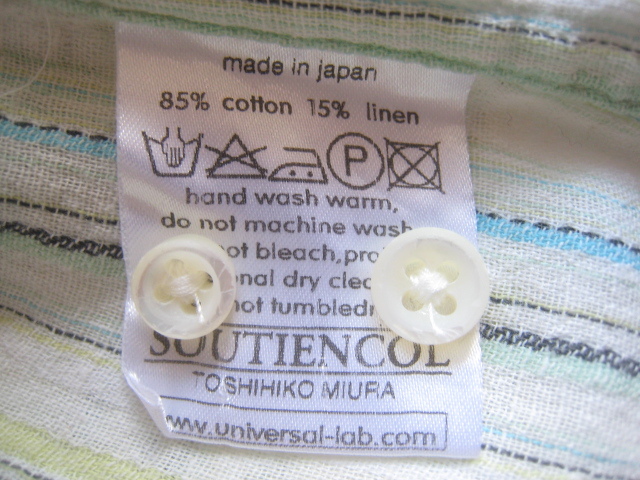 made in japan
85% cotton 15% linen
P
hand wash warm,
do not machine wash
not bleach,
dry
not
SOUTIENCOL
TOSHIHIKO MIURA
www.universal-lab.com